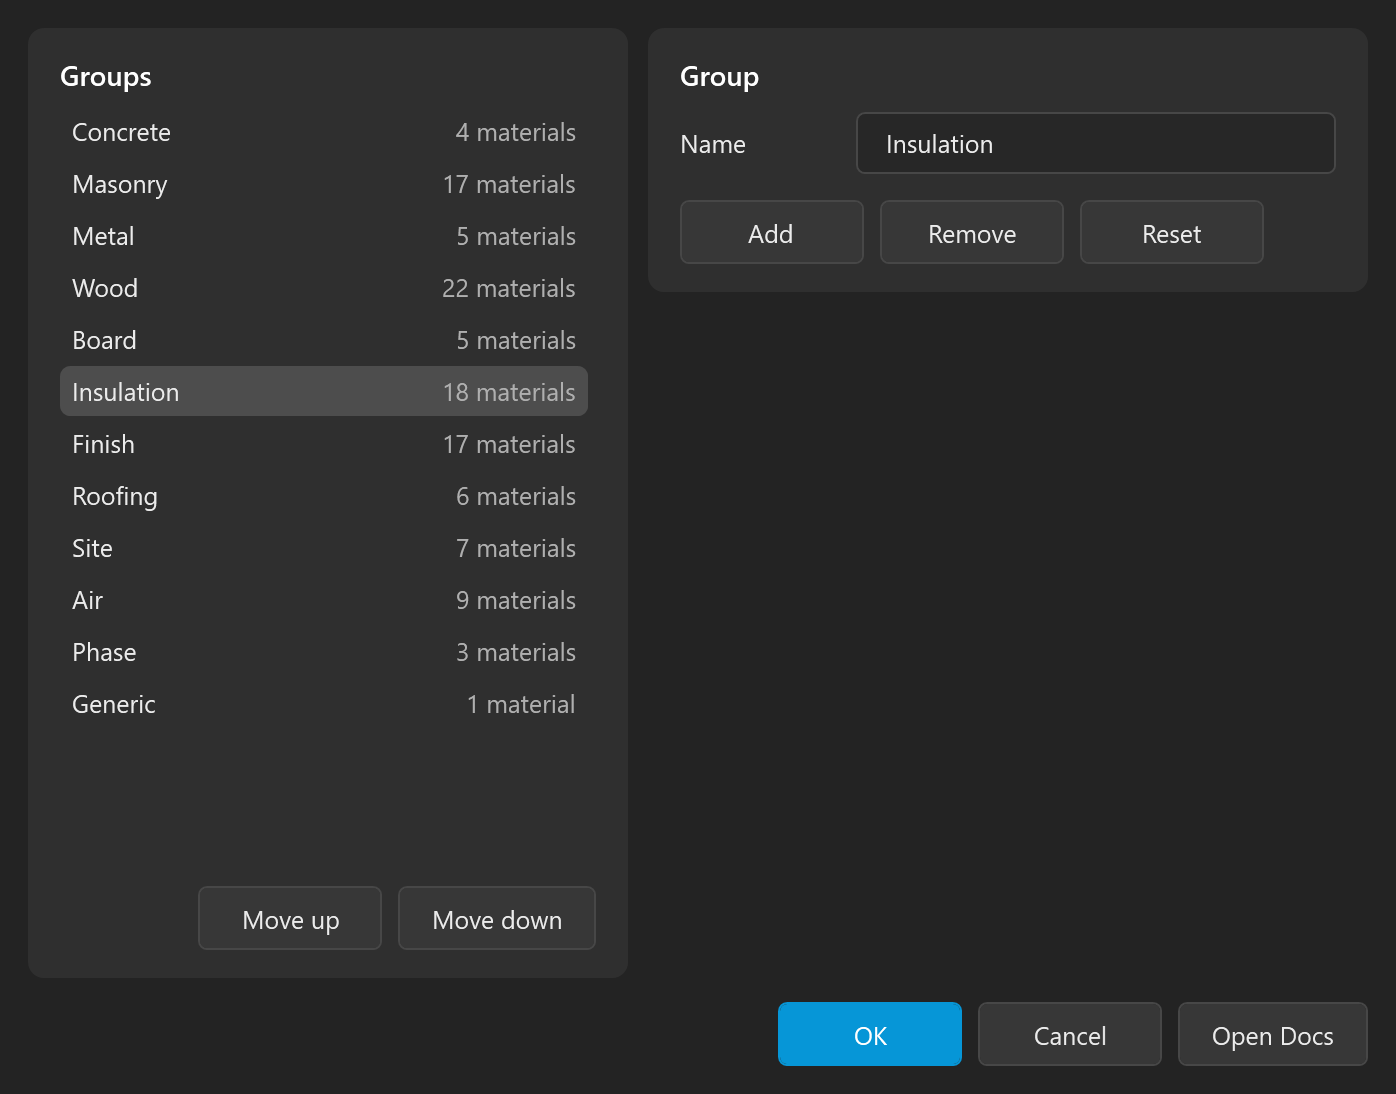 Groups
Concrete 4 materials
Masonry 17 materials
Metal 5 materials
Wood 22 materials
Board 5 materials
Insulation 18 materials
Finish 17 materials
Roofing 6 materials
Site 7 materials
Air 9 materials
Phase 3 materials
Generic 1 material
Move up Move down
Group
Name Insulation
Add Remove Reset
OK Cancel Open Docs